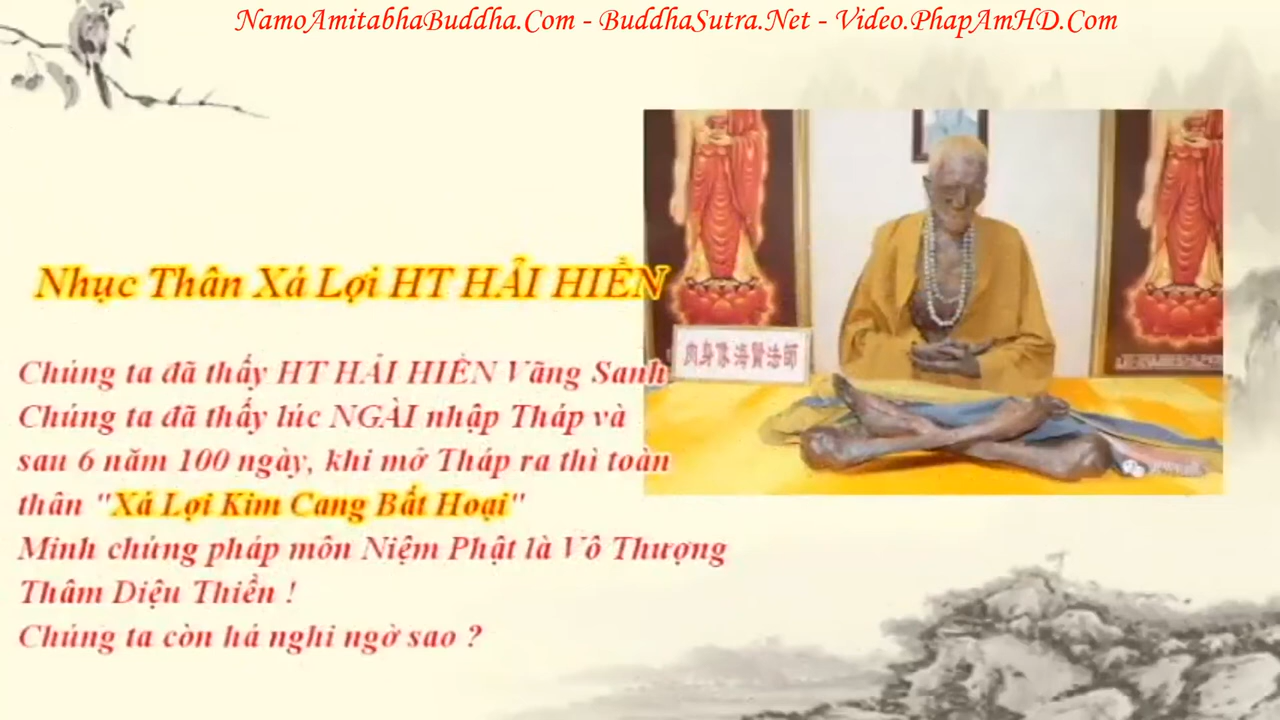 NamoAmitabhaBuddha.Com - BuddhaSutra.Net - Video.PhapAmHD.Com
Nhục Thân Xá Lợi HT HẢI HIỀN
肉身像海賢法師
Chúng ta đã thấy HT HẢI HIỀN Vãng Sanh
Chúng ta đã thấy lúc NGÀI nhập Tháp và
sau 6 năm 100 ngày, khi mở Tháp ra thì toàn
thân "Xá Lợi Kim Cang Bất Hoại"
Minh chứng pháp môn Niệm Phật là Vô Thượng
Thâm Diệu Thiền !
Chúng ta còn há nghi ngờ sao ?